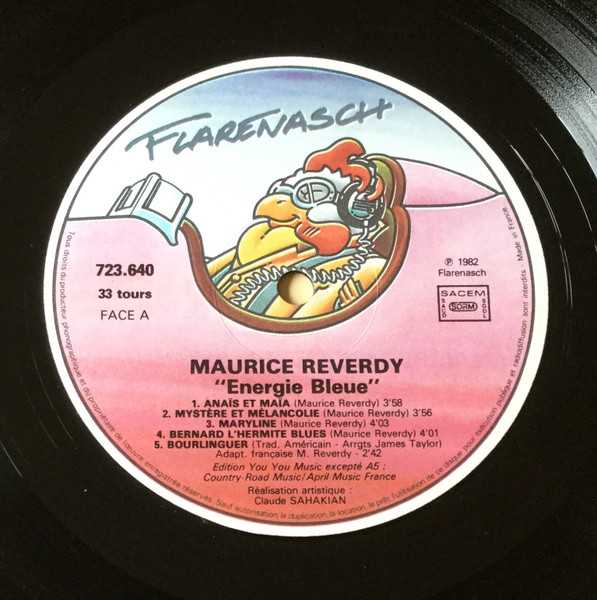 FLARENASCH
723.640
33 tours
FACE A
℗ 1982
Flarenasch
SACEM
SACD
SDRM
SGDL
MAURICE REVERDY
"Energie Bleue"
1. ANAÏS ET MAÏA (Maurice Reverdy) 3'58
2. MYSTÈRE ET MÉLANCOLIE (Maurice Reverdy) 3'56
3. MARYLINE (Maurice Reverdy) 4'03
4. BERNARD L'HERMITE BLUES (Maurice Reverdy) 4'01
5. BOURLINGUER (Trad. Américain - Arrgts James Taylor)
Adapt. française M. Reverdy - 2'42
Edition You You Music excepté A5 :
Country-Road Music/April Music France
Réalisation artistique :
Claude SAHAKIAN
Tous droits du producteur phonographique et du propriétaire de l'œuvre enregistrée réservés. Sauf autorisation, la duplication, la location, le prêt, l'utilisation de ce disque pour exécution publique et radiodiffusion sont interdits. Made in France.